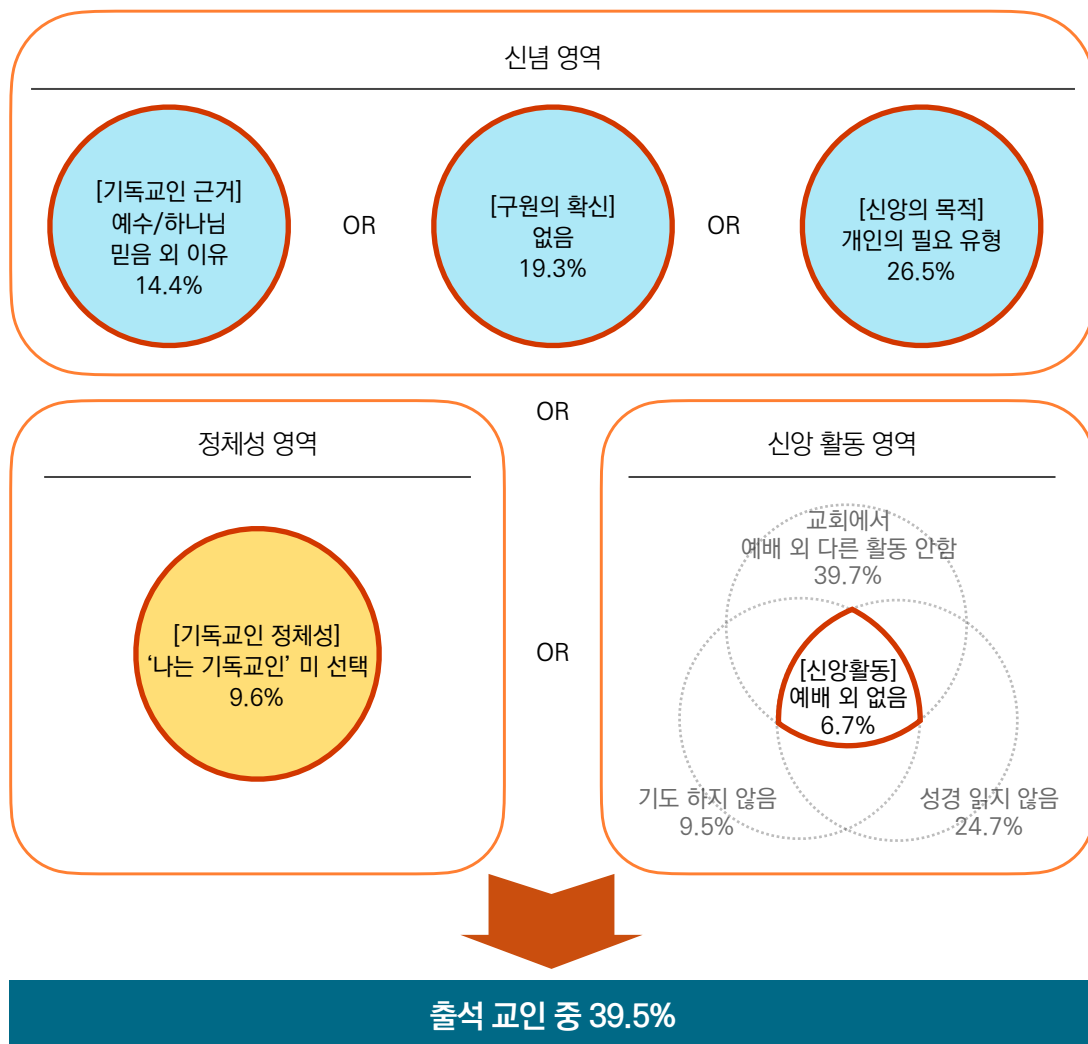 신념 영역
[기독교인 근거]
예수/하나님
믿음 외 이유
14.4%
OR
[구원의 확신]
없음
19.3%
OR
[신앙의 목적]
개인의 필요 유형
26.5%
OR
정체성 영역
[기독교인 정체성]
‘나는 기독교인’ 미 선택
9.6%
OR
신앙 활동 영역
교회에서
예배 외 다른 활동 안함
39.7%
[신앙활동]
예배 외 없음
6.7%
기도 하지 않음
9.5%
성경 읽지 않음
24.7%
출석 교인 중 39.5%